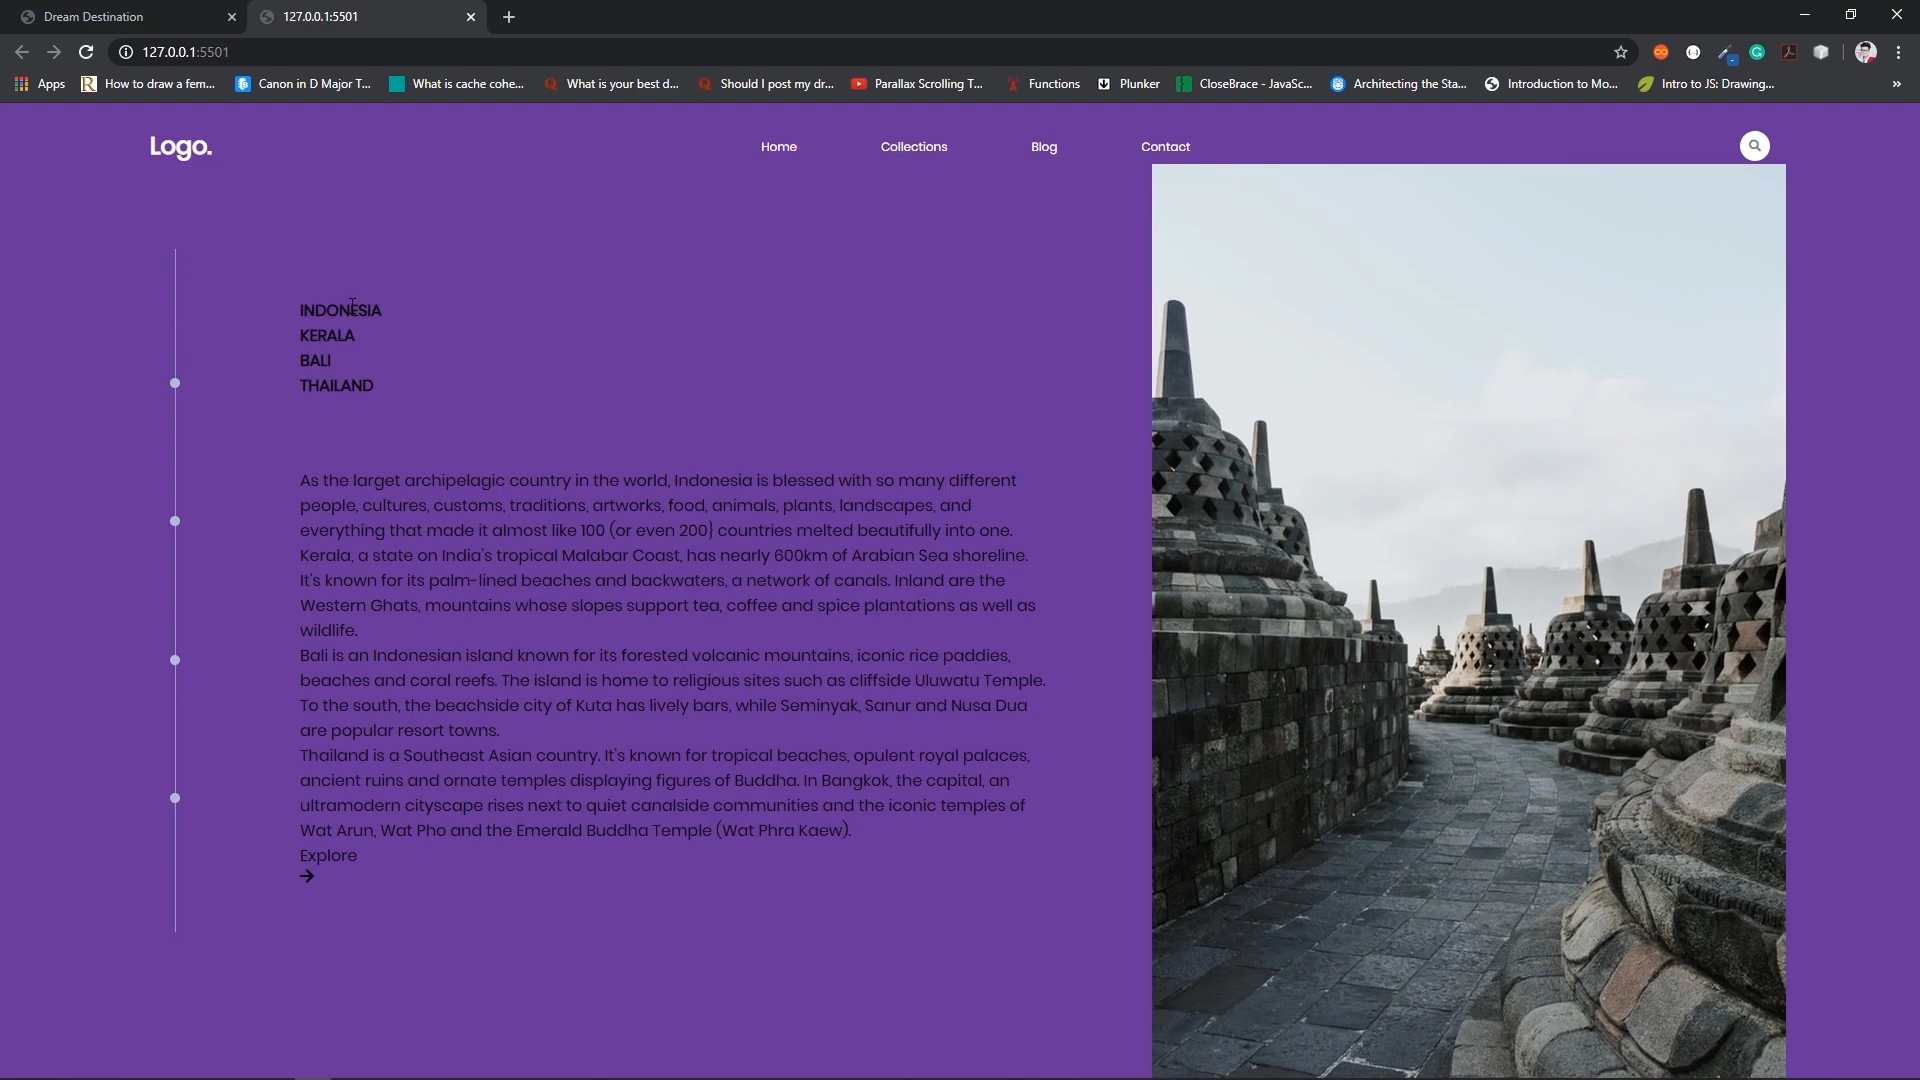 Dream Destination
127.0.0.1:5501
127.0.0.1:5501
Apps
How to draw a fem...
Canon in D Major T...
What is cache cohe...
What is your best d...
Should I post my dr...
Parallax Scrolling T...
Functions
Plunker
CloseBrace - JavaSc...
Architecting the Sta...
Introduction to Mo...
Intro to JS: Drawing...
Logo.
Home
Collections
Blog
Contact
INDONESIA
KERALA
BALI
THAILAND
As the larget archipelagic country in the world, Indonesia is blessed with so many different
people, cultures, customs, traditions, artworks, food, animals, plants, landscapes, and
everything that made it almost like 100 (or even 200} countries melted beautifully into one.
Kerala, a state on India's tropical Malabar Coast, has nearly 600km of Arabian Sea shoreline.
It's known for its palm-lined beaches and backwaters, a network of canals. Inland are the
Western Ghats, mountains whose slopes support tea, coffee and spice plantations as well as
wildlife.
Bali is an Indonesian island known for its forested volcanic mountains, iconic rice paddies,
beaches and coral reefs. The island is home to religious sites such as cliffside Uluwatu Temple.
To the south, the beachside city of Kuta has lively bars, while Seminyak, Sanur and Nusa Dua
are popular resort towns.
Thailand is a Southeast Asian country. It's known for tropical beaches, opulent royal palaces,
ancient ruins and ornate temples displaying figures of Buddha. In Bangkok, the capital, an
ultramodern cityscape rises next to quiet canalside communities and the iconic temples of
Wat Arun, Wat Pho and the Emerald Buddha Temple (Wat Phra Kaew).
Explore